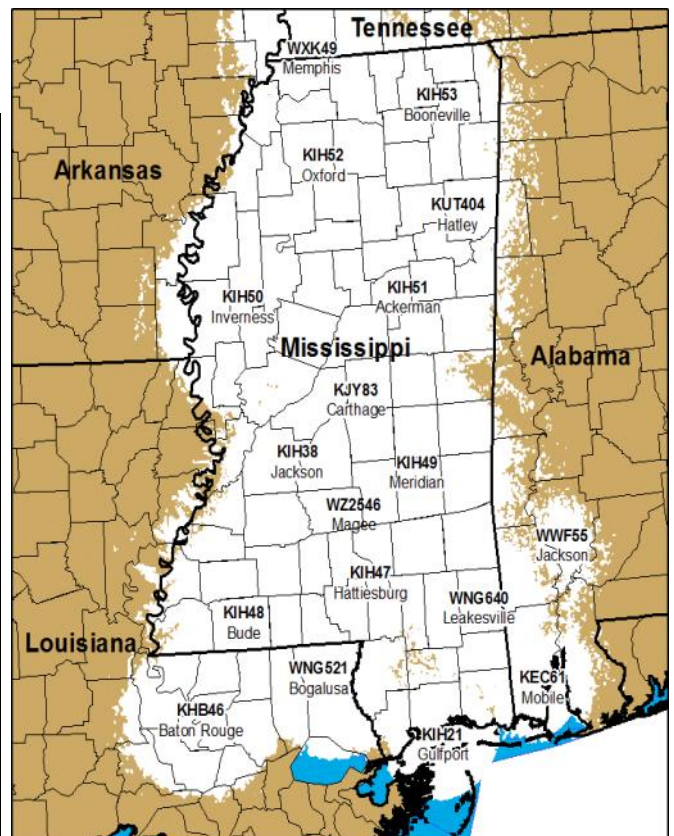 Tennessee
WXK49
Memphis
KIH53
Booneville
KIH52
Oxford
Arkansas
KUT404
Hatley
KIH51
Ackerman
KIH50
Inverness
Mississippi
Alabama
KJY83
Carthage
KIH38
Jackson
KIH49
Meridian
WZ2546
Magee
WWF55
Jackson
KIH47
Hattiesburg
WNG640
Leakesville
KIH48
Bude
Louisiana
WNG521
Bogalusa
KEC61
Mobile
KHB46
Baton Rouge
KIH21
Gulfport